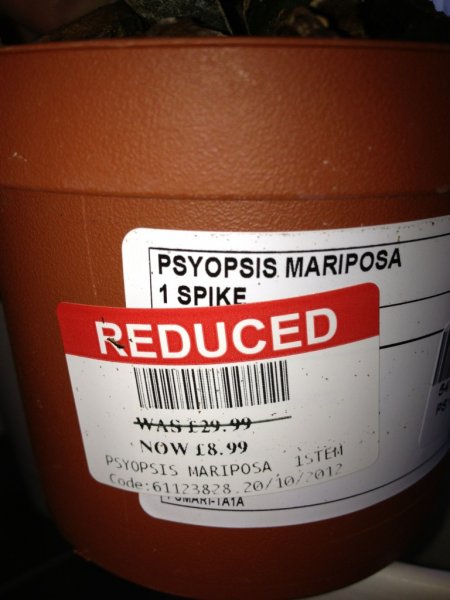 PSYOPSIS MARIPOSA
1 SPIKE
REDUCED
WAS £29.99
NOW £8.99
PSYOPSIS MARIPOSA 1STEM
Code:61123828 20/10/2012